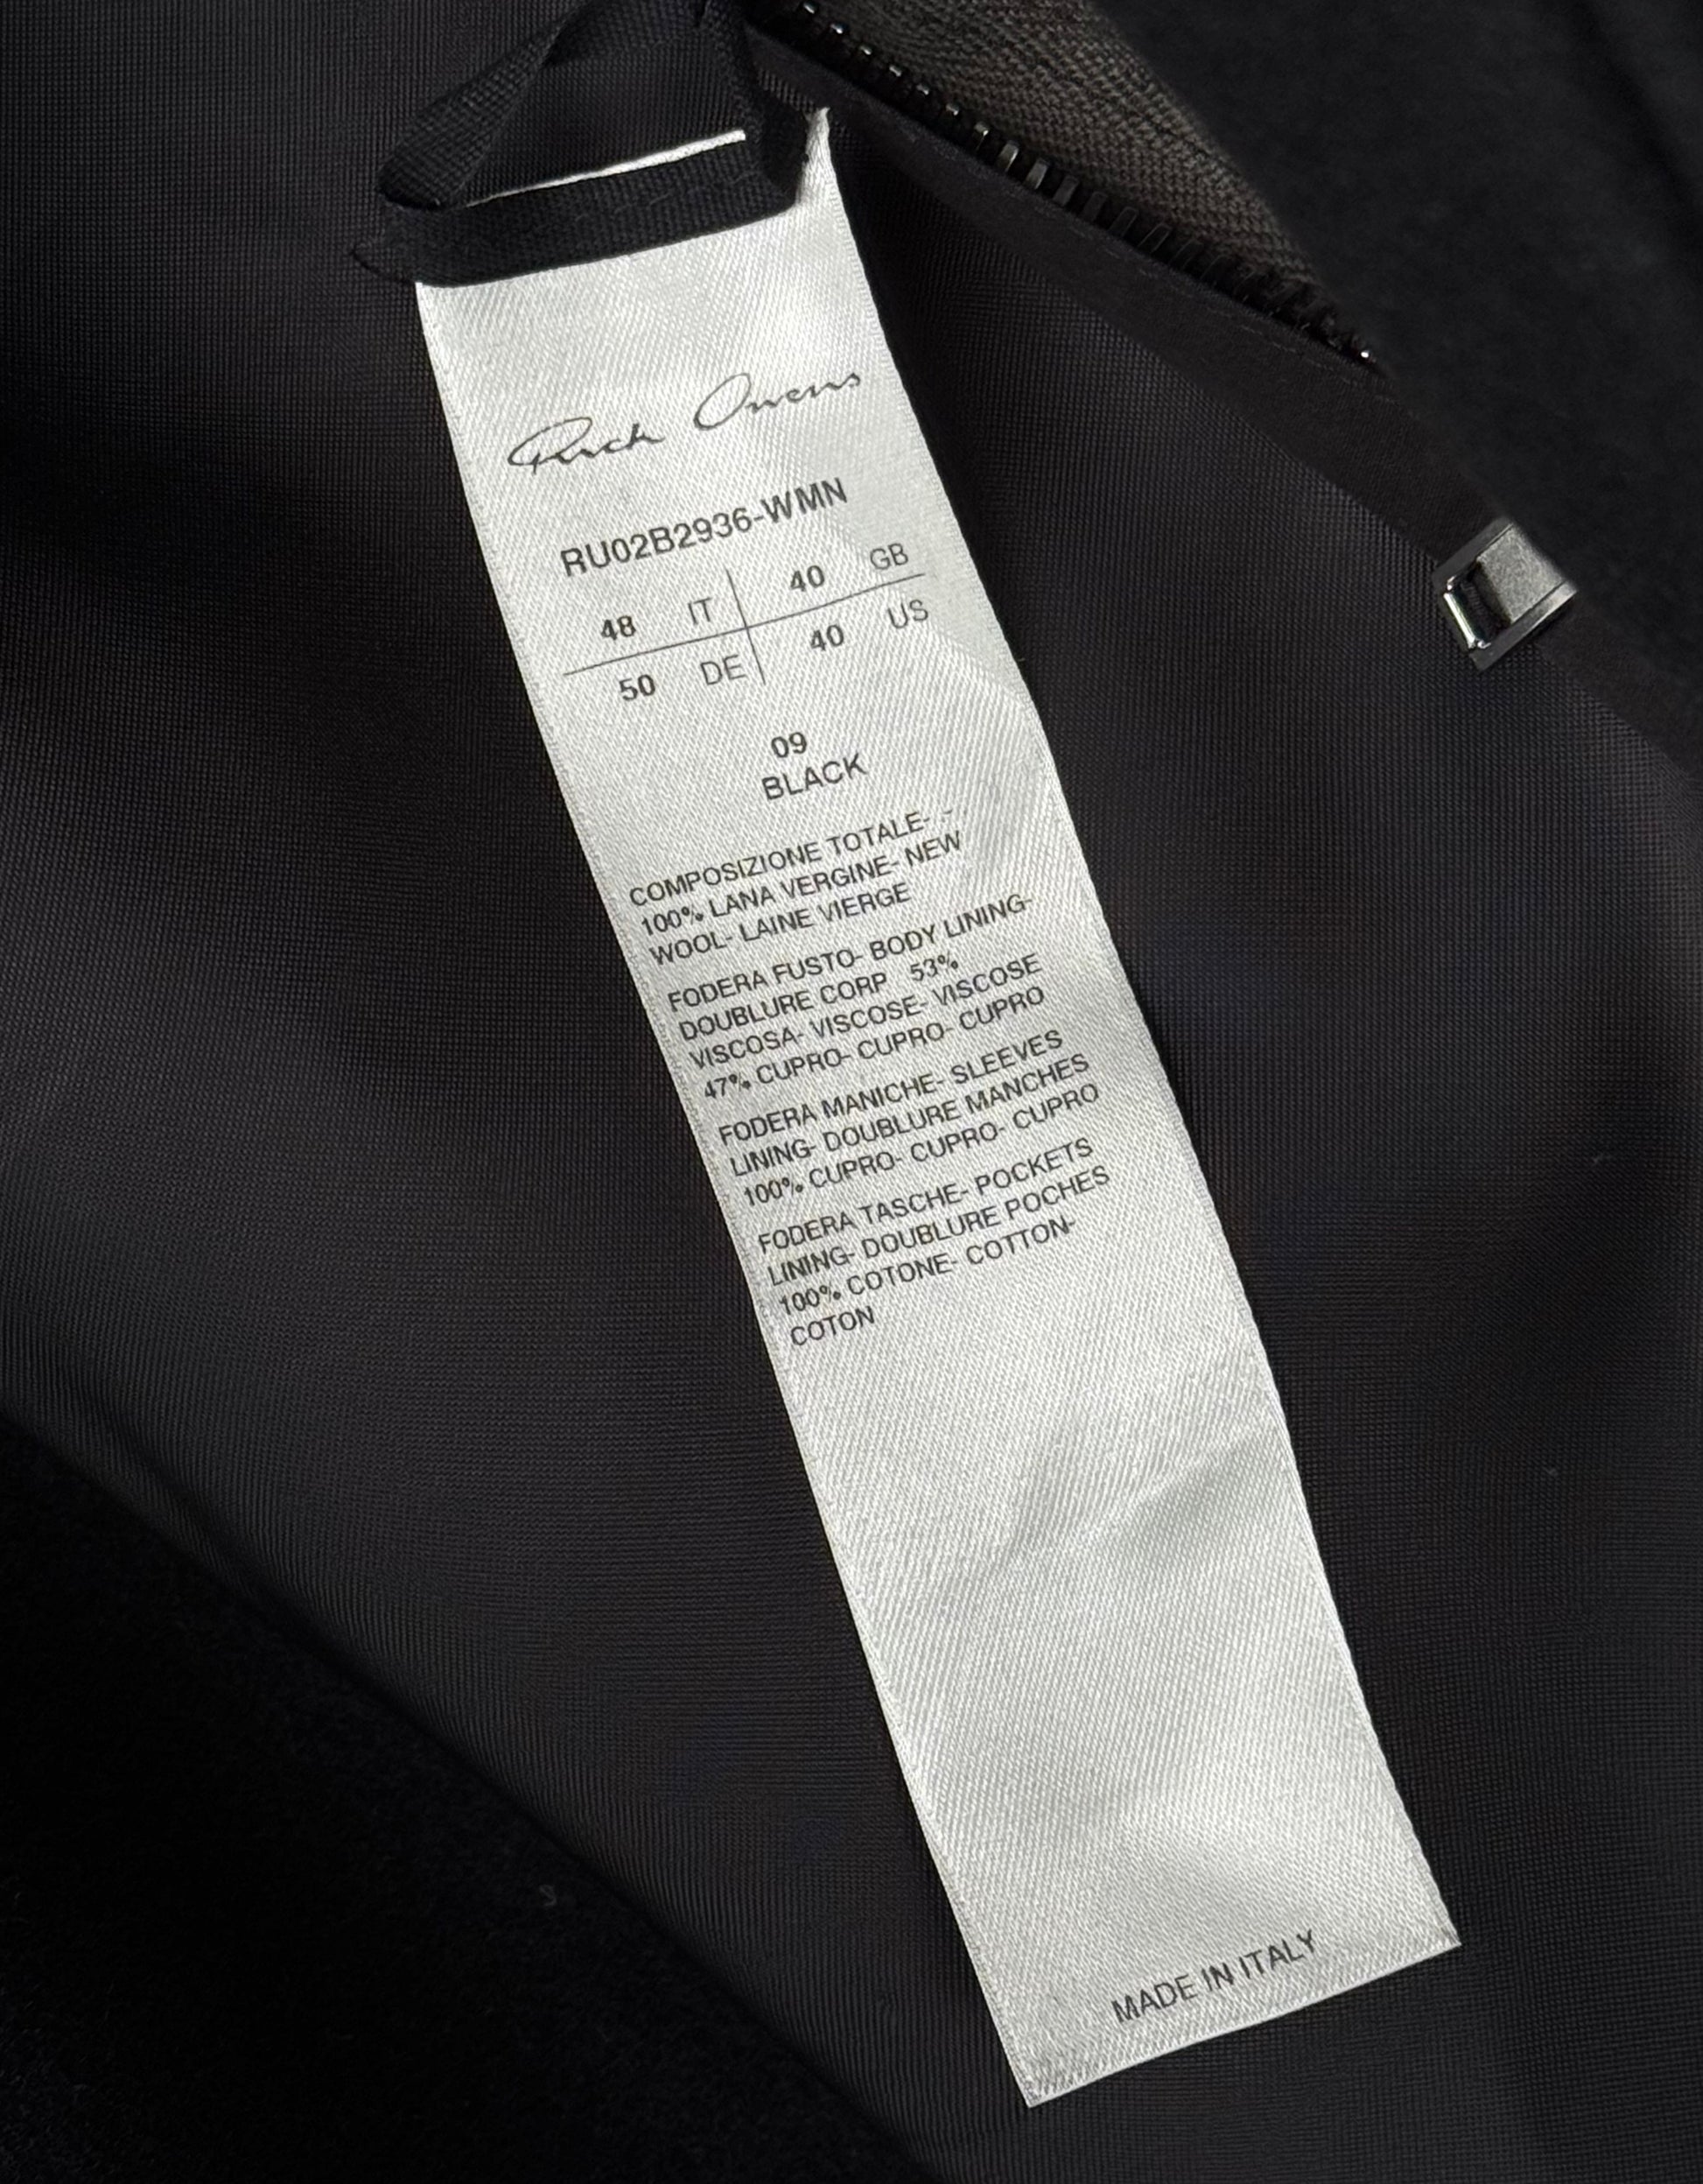 Rick Owens
RU02B2936-WMN
48 IT 40 GB
50 DE 40 US
09
BLACK
COMPOSIZIONE TOTALE- .-
100% LANA VERGINE- NEW
WOOL- LAINE VIERGE
FODERA FUSTO- BODY LINING-
DOUBLURE CORP 53%
VISCOSA- VISCOSE- VISCOSE
47% CUPRO- CUPRO- CUPRO
FODERA MANICHE- SLEEVES
LINING- DOUBLURE MANCHES
100% CUPRO- CUPRO- CUPRO
FODERA TASCHE- POCKETS
LINING- DOUBLURE POCHES
100% COTONE- COTTON-
COTON
MADE IN ITALY